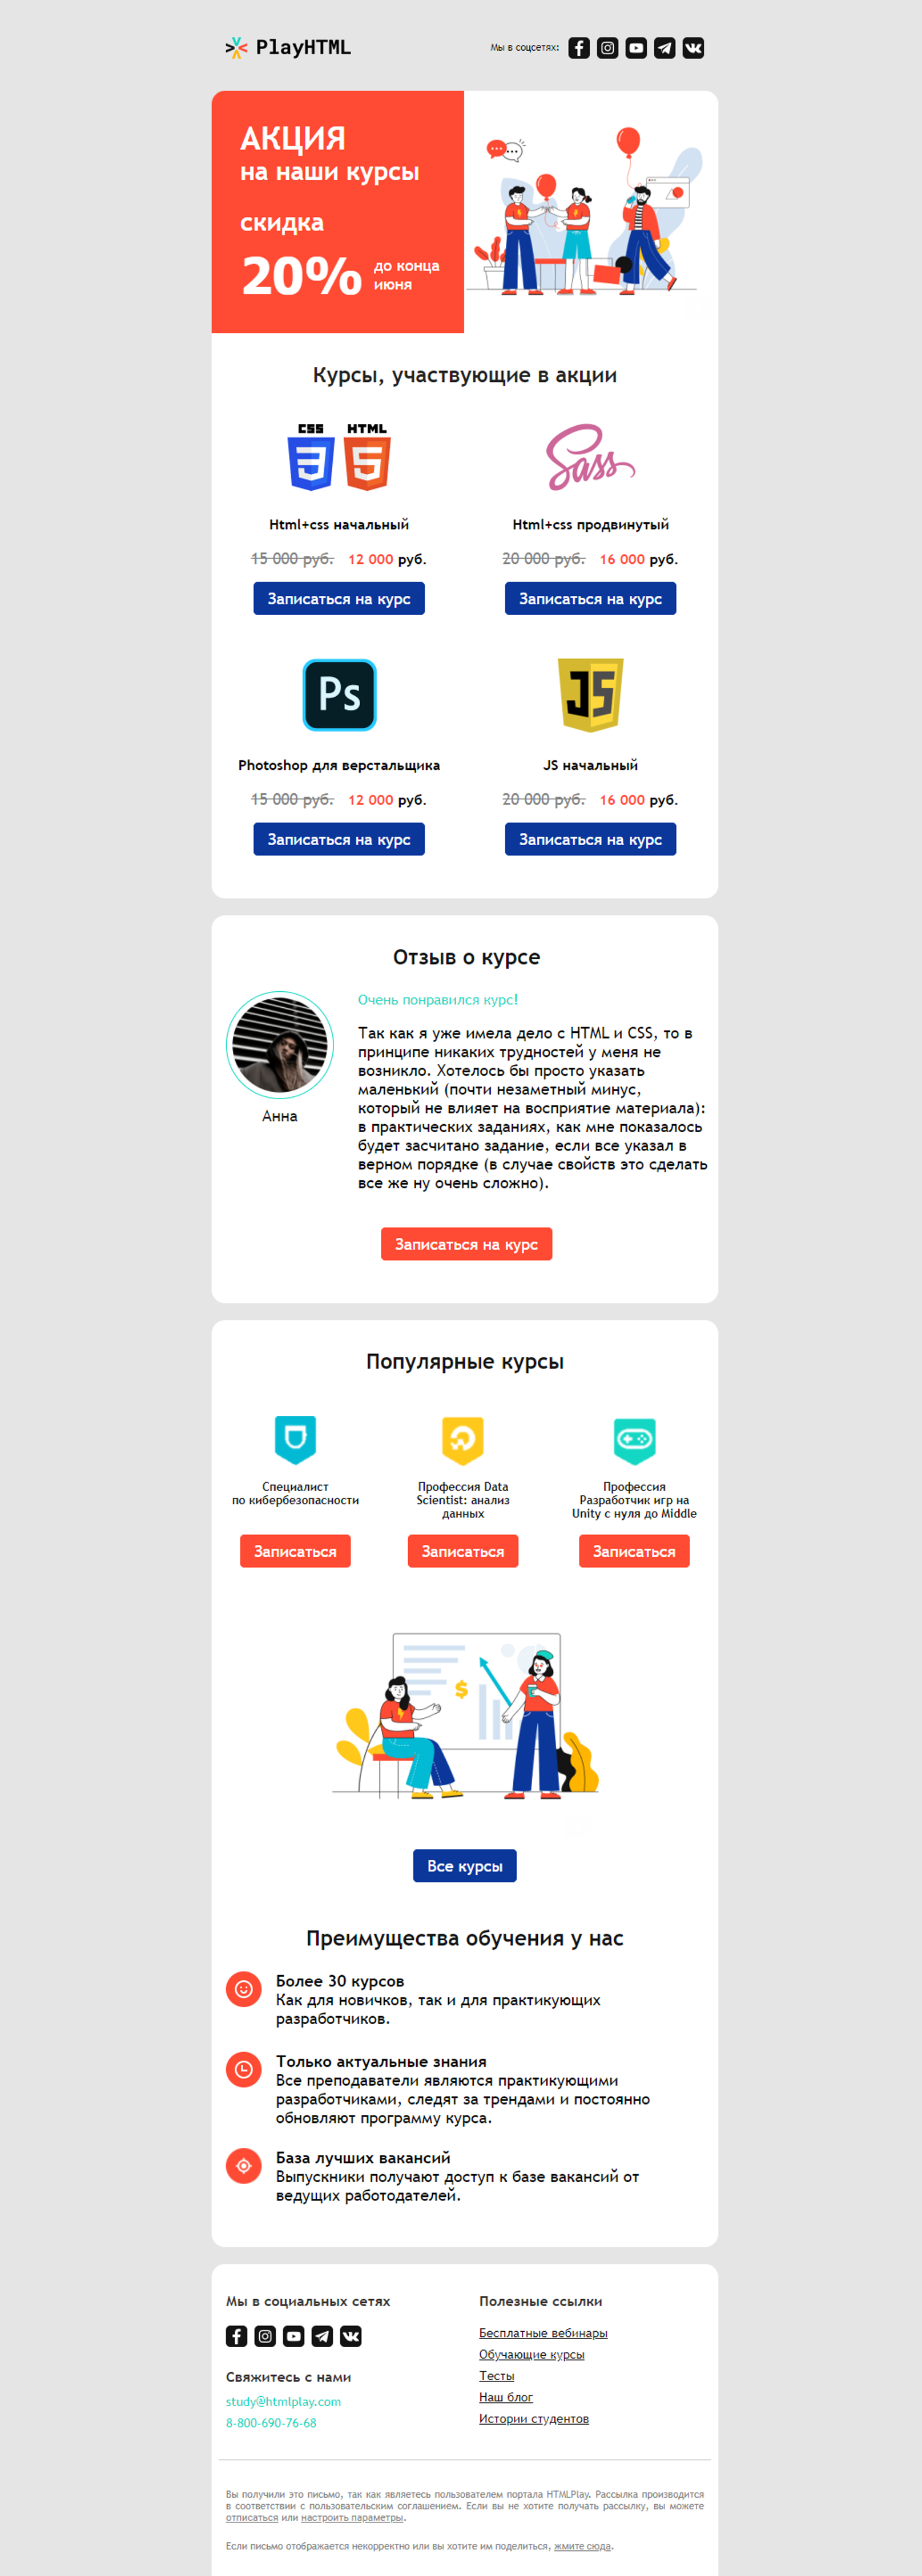 PlayHTML
Мы в соцсетях:
АКЦИЯ
на наши курсы
скидка
20%
до конца
июня
Курсы, участвующие в акции
CSS
3
HTML
5
Sass
Html+css начальный
Html+css продвинутый
15 000 руб. 12 000 руб.
20 000 руб. 16 000 руб.
Записаться на курс
Записаться на курс
Ps
JS
Photoshop для верстальщика
JS начальный
15 000 руб. 12 000 руб.
20 000 руб. 16 000 руб.
Записаться на курс
Записаться на курс
Отзыв о курсе
Очень понравился курс!
Так как я уже имела дело с HTML и CSS, то в
принципе никаких трудностей у меня не
возникло. Хотелось бы просто указать
маленький (почти незаметный минус,
который не влияет на восприятие материала):
в практических заданиях, как мне показалось
будет засчитано задание, если все указал в
верном порядке (в случае свойств это сделать
все же ну очень сложно).
Анна
Записаться на курс
Популярные курсы
Специалист
по кибербезопасности
Профессия Data
Scientist: анализ
данных
Профессия
Разработчик игр на
Unity с нуля до Middle
Записаться
Записаться
Записаться
$
Все курсы
Преимущества обучения у нас
Более 30 курсов
Как для новичков, так и для практикующих
разработчиков.
Только актуальные знания
Все преподаватели являются практикующими
разработчиками, следят за трендами и постоянно
обновляют программу курса.
База лучших вакансий
Выпускники получают доступ к базе вакансий от
ведущих работодателей.
Мы в социальных сетях
Свяжитесь с нами
study@htmlplay.com
8-800-690-76-68
Полезные ссылки
Бесплатные вебинары
Обучающие курсы
Тесты
Наш блог
Истории студентов
Вы получили это письмо, так как являетесь пользователем портала HTMLPlay. Рассылка производится
в соответствии с пользовательским соглашением. Если вы не хотите получать рассылку, вы можете
отписаться или настроить параметры.
Если письмо отображается некорректно или вы хотите им поделиться, жмите сюда.